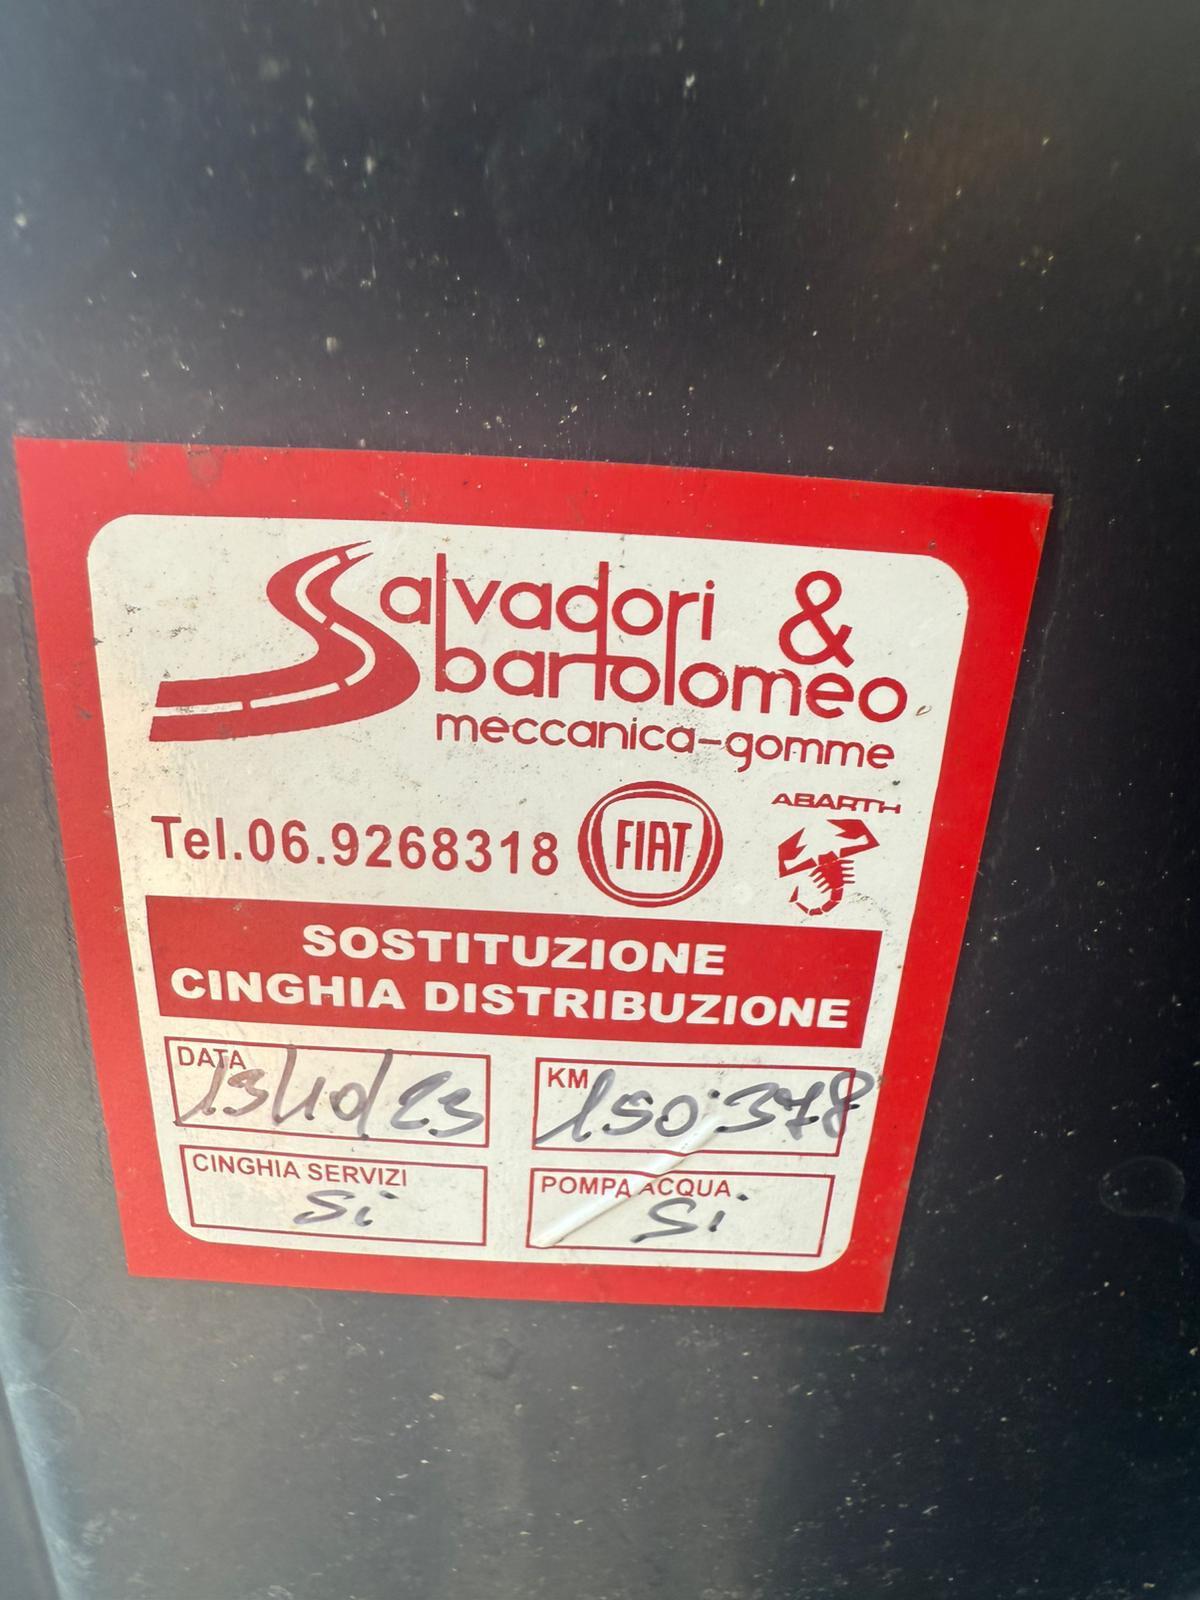 Salvadori &
bartolomeo
meccanica-gomme
Tel.06.9268318
FIAT
ABARTH
SOSTITUZIONE
CINGHIA DISTRIBUZIONE
DATA 13/10/23
KM 150.378
CINGHIA SERVIZI
Si
POMPA ACQUA
Si